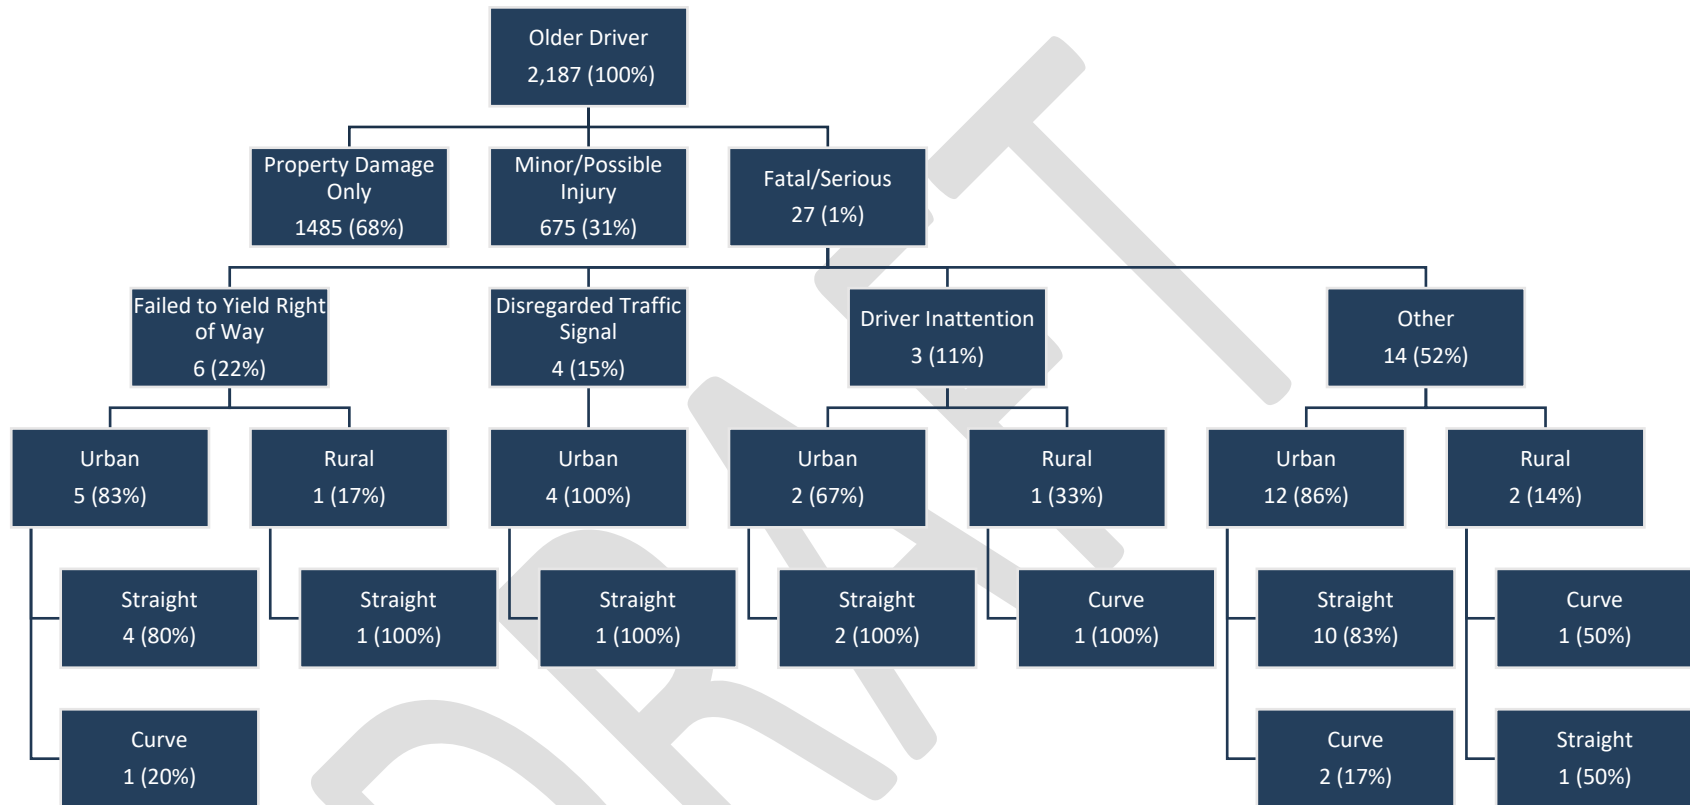 Older Driver
2,187 (100%)
Property Damage
Only
1485 (68%)
Minor/Possible
Injury
675 (31%)
Fatal/Serious
27 (1%)
Failed to Yield Right
of Way
6 (22%)
Disregarded Traffic
Signal
4 (15%)
Driver Inattention
3 (11%)
Other
14 (52%)
Urban
5 (83%)
Rural
1 (17%)
Urban
4 (100%)
Urban
2 (67%)
Rural
1 (33%)
Urban
12 (86%)
Rural
2 (14%)
Straight
4 (80%)
Straight
1 (100%)
Straight
1 (100%)
Straight
2 (100%)
Curve
1 (100%)
Straight
10 (83%)
Curve
1 (50%)
Curve
1 (20%)
Curve
2 (17%)
Straight
1 (50%)
DRAFT